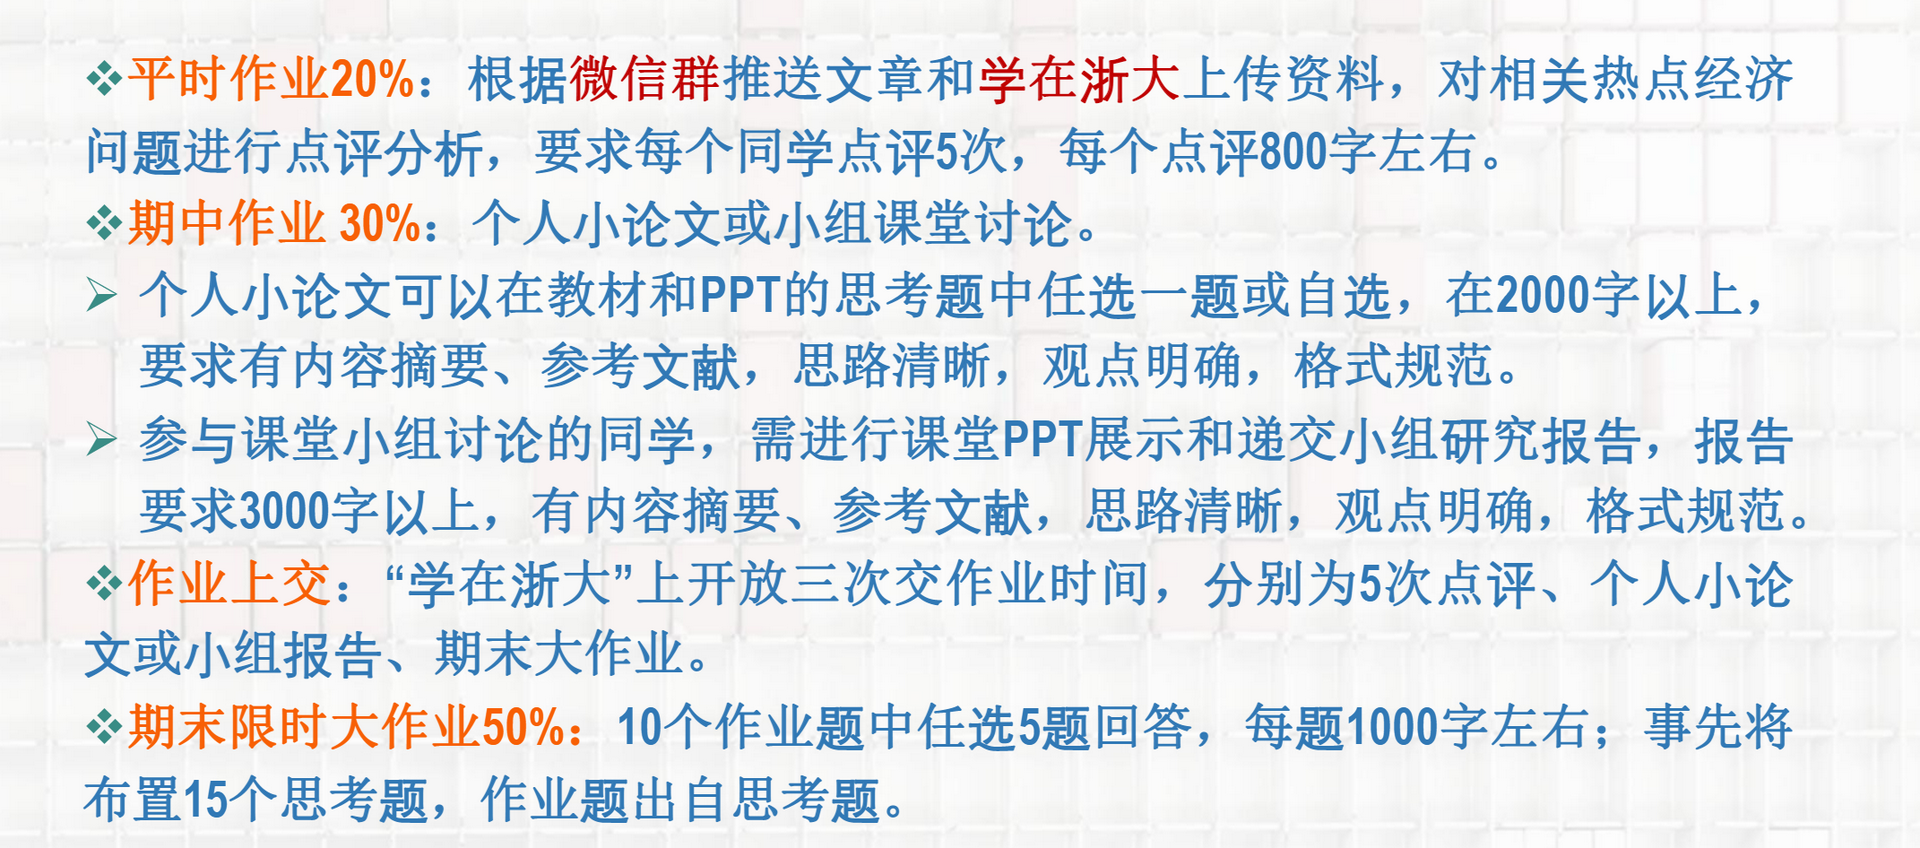 ❖平时作业20%：根据微信群推送文章和学在浙大上传资料，对相关热点经济
问题进行点评分析，要求每个同学点评5次，每个点评800字左右。
❖期中作业 30%：个人小论文或小组课堂讨论。
➢ 个人小论文可以在教材和PPT的思考题中任选一题或自选，在2000字以上，
要求有内容摘要、参考文献，思路清晰，观点明确，格式规范。
➢ 参与课堂小组讨论的同学，需进行课堂PPT展示和递交小组研究报告，报告
要求3000字以上，有内容摘要、参考文献，思路清晰，观点明确，格式规范。
❖作业上交：“学在浙大”上开放三次交作业时间，分别为5次点评、个人小论
文或小组报告、期末大作业。
❖期末限时大作业50%：10个作业题中任选5题回答，每题1000字左右；事先将
布置15个思考题，作业题出自思考题。